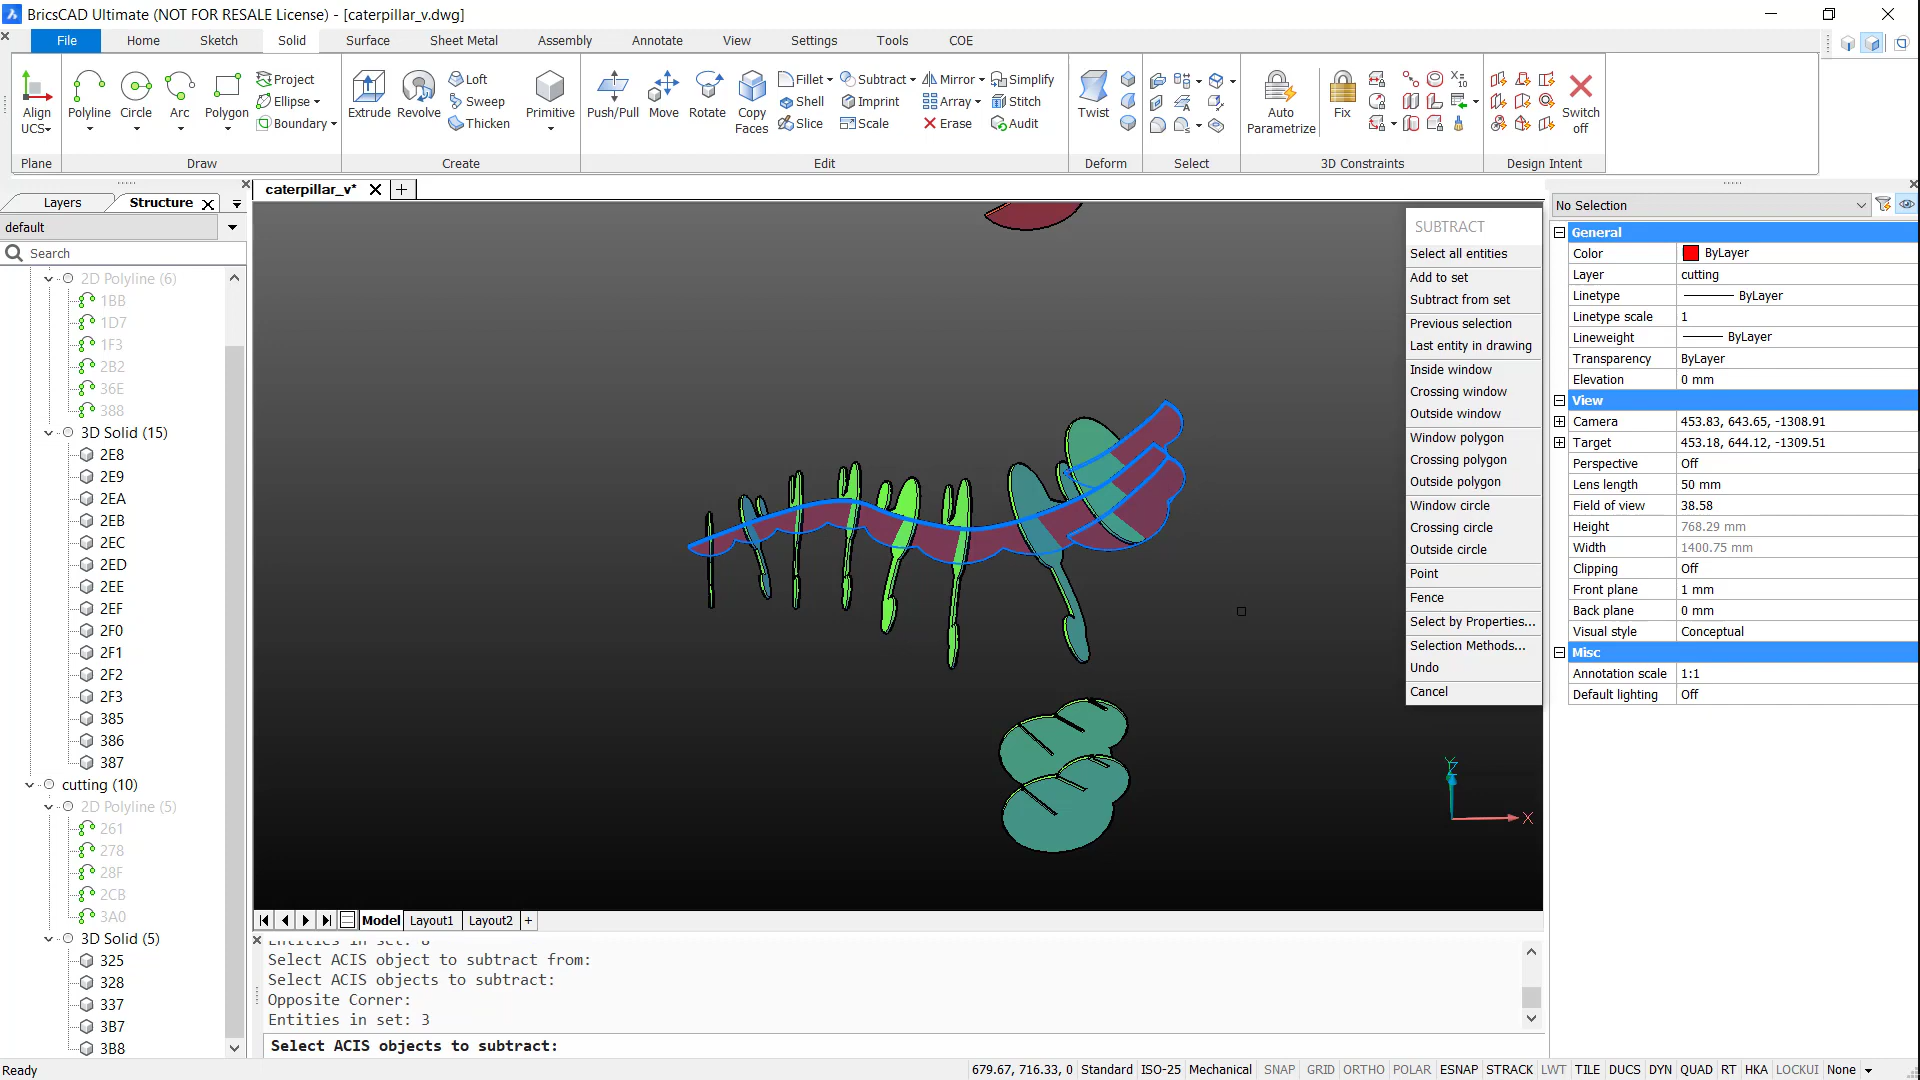 BricsCAD Ultimate (NOT FOR RESALE License) - [caterpillar_v.dwg]
File Home Sketch Solid Surface Sheet Metal Assembly Annotate View Settings Tools COE
Align UCS Polyline Circle Arc Polygon Project Ellipse Boundary
Extrude Revolve Loft Sweep Thicken Primitive
Push/Pull Move Rotate Copy Faces Fillet Shell Slice Subtract Imprint Scale Mirror Array Erase Simplify Stitch Audit
Twist Auto Parametrize Fix Switch off
Plane Draw Create Edit Deform Select 3D Constraints Design Intent
Layers Structure
caterpillar_v*
default
Search
2D Polyline (6)
1BB
1D7
1F3
2B2
36E
388
3D Solid (15)
2E8
2E9
2EA
2EB
2EC
2ED
2EE
2EF
2F0
2F1
2F2
2F3
385
386
387
cutting (10)
2D Polyline (5)
261
278
28F
2CB
3A0
3D Solid (5)
325
328
337
3B7
3B8
SUBTRACT
Select all entities
Add to set
Subtract from set
Previous selection
Last entity in drawing
Inside window
Crossing window
Outside window
Window polygon
Crossing polygon
Outside polygon
Window circle
Crossing circle
Outside circle
Point
Fence
Select by Properties...
Selection Methods...
Undo
Cancel
Y
X
No Selection
General
Color ByLayer
Layer cutting
Linetype ByLayer
Linetype scale 1
Lineweight ByLayer
Transparency ByLayer
Elevation 0 mm
View
Camera 453.83, 643.65, -1308.91
Target 453.18, 644.12, -1309.51
Perspective Off
Lens length 50 mm
Field of view 38.58
Height 768.29 mm
Width 1400.75 mm
Clipping Off
Front plane 1 mm
Back plane 0 mm
Visual style Conceptual
Misc
Annotation scale 1:1
Default lighting Off
Model Layout1 Layout2 +
Entities in set: 8
Select ACIS object to subtract from:
Select ACIS objects to subtract:
Opposite Corner:
Entities in set: 3
Select ACIS objects to subtract:
Ready 679.67, 716.33, 0 Standard ISO-25 Mechanical SNAP GRID ORTHO POLAR ESNAP STRACK LWT TILE DUCS DYN QUAD RT HKA LOCKUI None